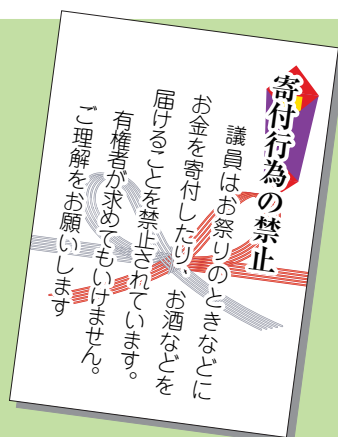 寄付行為の禁止
議員はお祭りのときなどに
お金を寄付したり、お酒などを
届けることを禁止されています。
有権者が求めてもいけません。
ご理解をお願いします